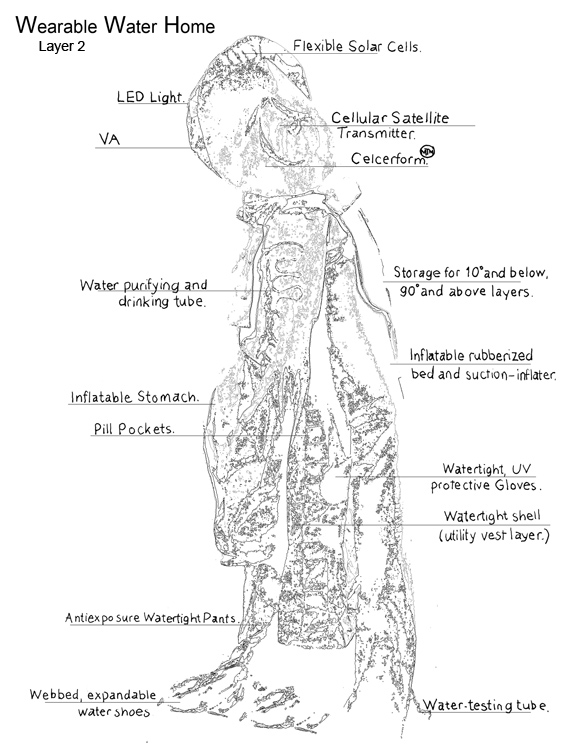 Wearable Water Home
Layer 2
Flexible Solar Cells.
LED Light.
Cellular Satellite
Transmitter.
VA
Celcerform.
Storage for 10° and below,
90° and above layers.
Water purifying and
drinking tube.
Inflatable rubberized
bed and suction-inflater.
Inflatable Stomach.
Pill Pockets.
Watertight, UV
protective Gloves.
Watertight shell
(utility vest layer.)
Antiexposure Watertight Pants.
Webbed, expandable
water shoes
Water-testing tube.